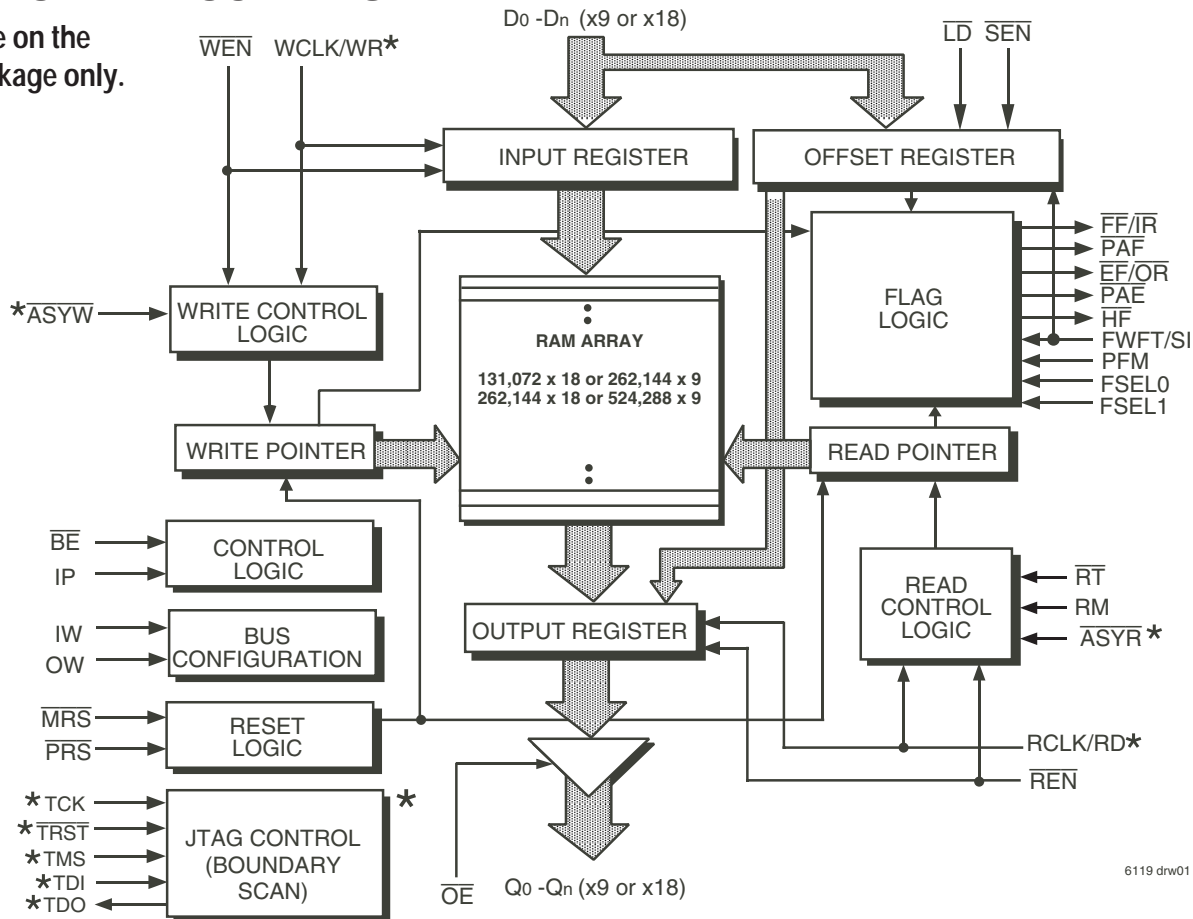 D0 -Dn (x9 or x18)
e on the
kage only.
WEN
WCLK/WR*
LD
SEN
INPUT REGISTER
OFFSET REGISTER
*ASYW
WRITE CONTROL
LOGIC
RAM ARRAY
131,072 x 18 or 262,144 x 9
262,144 x 18 or 524,288 x 9
FLAG
LOGIC
FF/IR
PAF
EF/OR
PAE
HF
FWFT/SI
PFM
FSEL0
FSEL1
WRITE POINTER
READ POINTER
BE
IP
CONTROL
LOGIC
READ
CONTROL
LOGIC
RT
RM
ASYR*
IW
OW
BUS
CONFIGURATION
OUTPUT REGISTER
MRS
PRS
RESET
LOGIC
RCLK/RD*
REN
*TCK
*TRST
*TMS
*TDI
*TDO
JTAG CONTROL
(BOUNDARY
SCAN)
*
OE
Q0 -Qn (x9 or x18)
6119 drw01